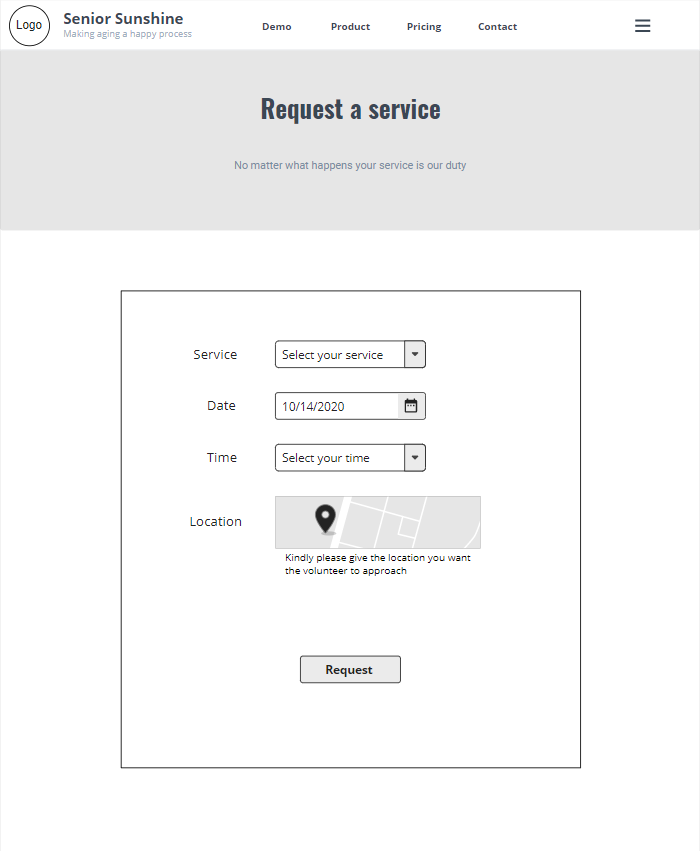 Logo
Senior Sunshine
Making aging a happy process
Demo Product Pricing Contact
Request a service
No matter what happens your service is our duty
Service Select your service
Date 10/14/2020
Time Select your time
Location
Kindly please give the location you want
the volunteer to approach
Request